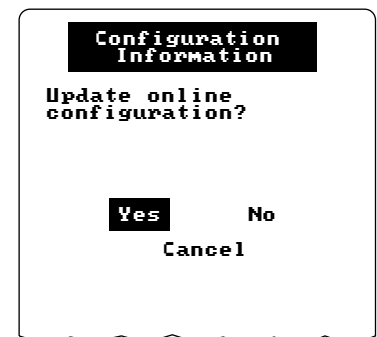 Configuration
Information
Update online
configuration?
Yes No
Cancel